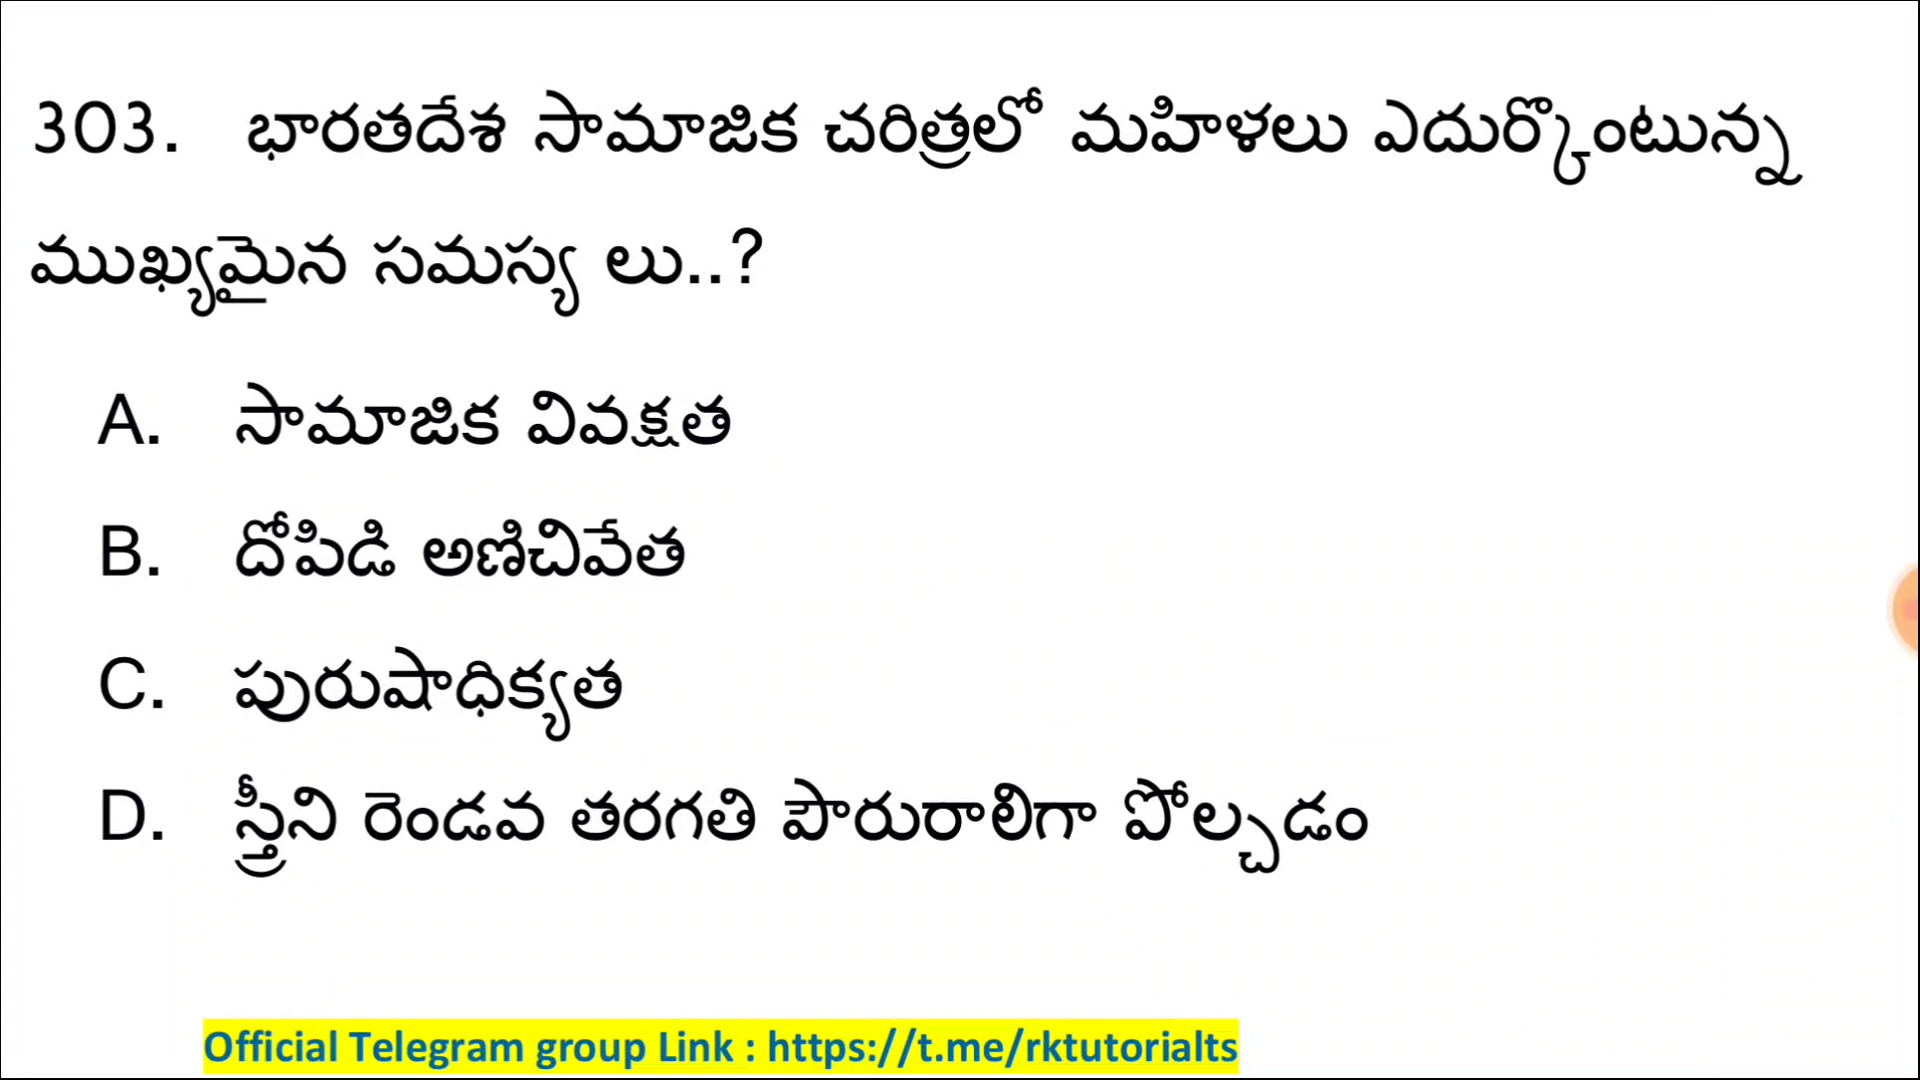 303. భారతదేశ సామాజిక చరిత్రలో మహిళలు ఎదుర్కొంటున్న
ముఖ్యమైన సమస్య లు..?
A. సామాజిక వివక్షత
B. దోపిడి అణిచివేత
C. పురుషాధిక్యత
D. స్త్రీని రెండవ తరగతి పౌరురాలిగా పోల్చడం
Official Telegram group Link : https://t.me/rktutorialts